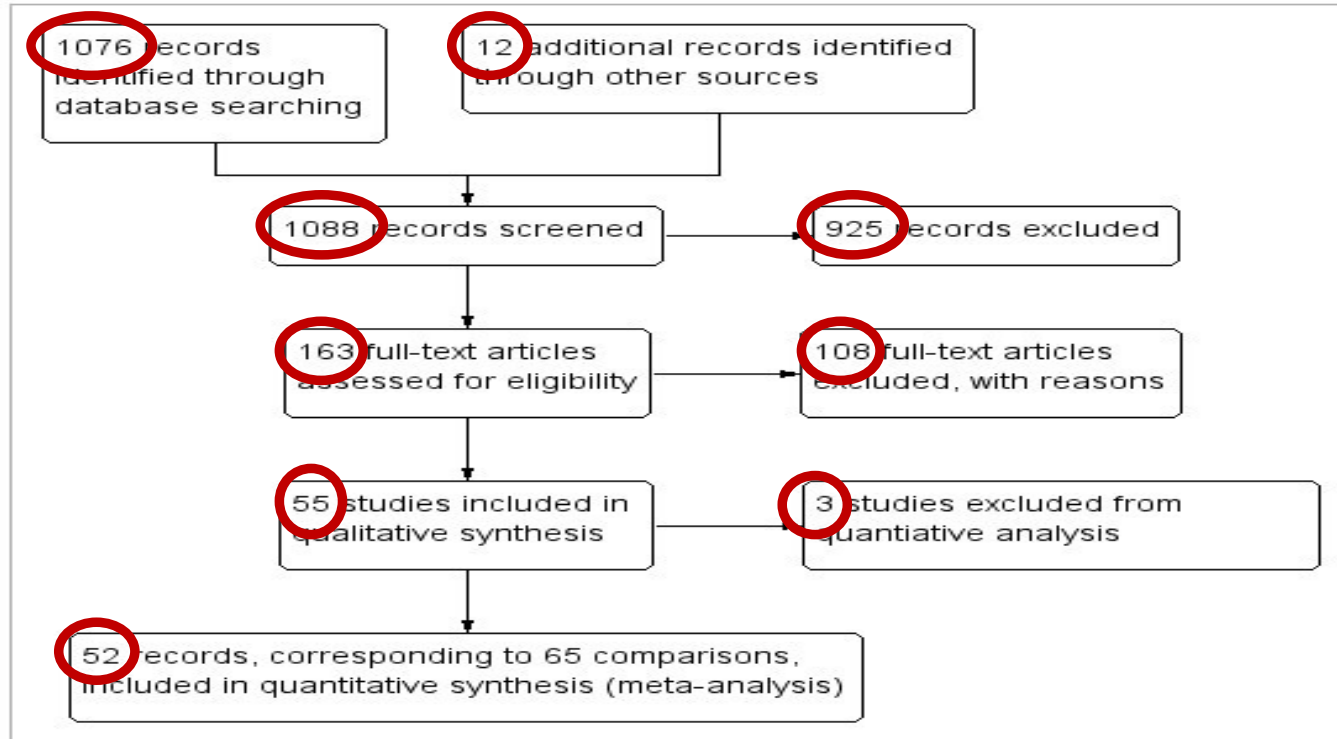 1076 records
identified through
database searching
12 additional records identified
through other sources
1088 records screened
925 records excluded
163 full-text articles
assessed for eligibility
108 full-text articles
excluded, with reasons
55 studies included in
qualitative synthesis
3 studies excluded from
quantiative analysis
52 records, corresponding to 65 comparisons,
included in quantitative synthesis (meta-analysis)